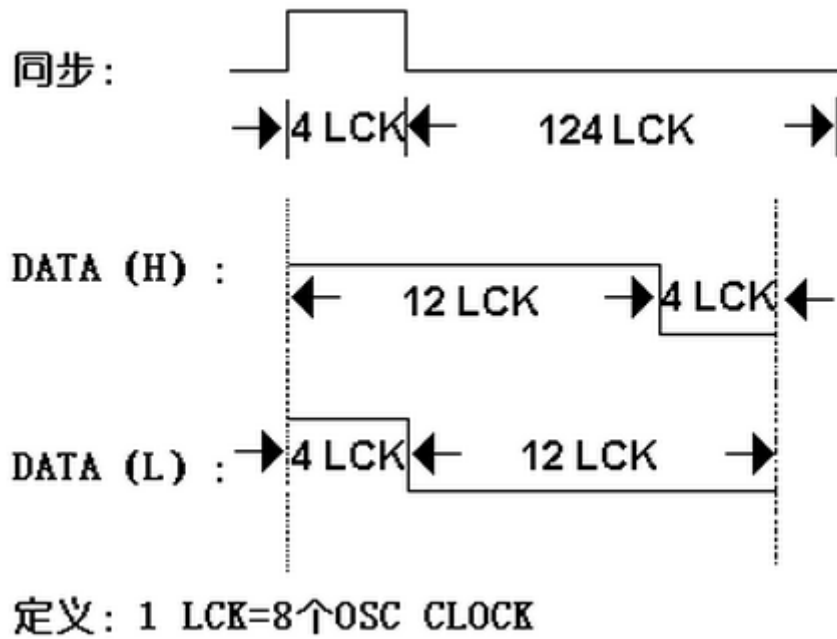 同步:
4 LCK 124 LCK
DATA (H) : 12 LCK 4 LCK
DATA (L) : 4 LCK 12 LCK
定义: 1 LCK=8个OSC CLOCK